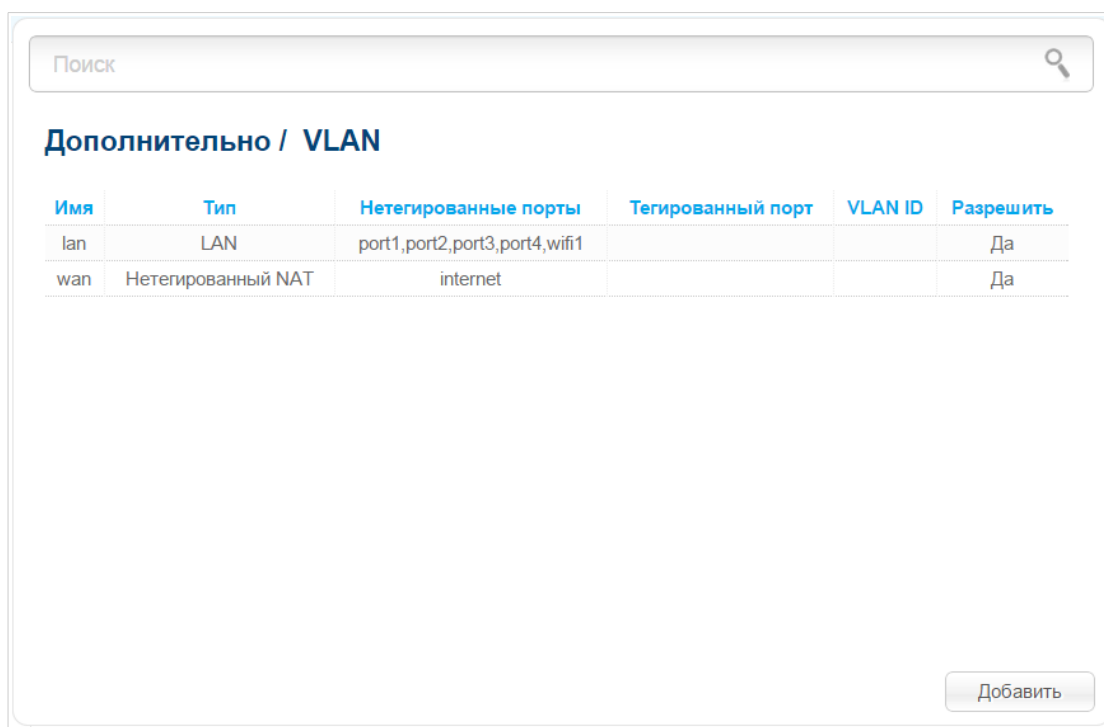 Поиск
Дополнительно / VLAN
Имя Тип Нетегированные порты Тегированный порт VLAN ID Разрешить
lan LAN port1,port2,port3,port4,wifi1 Да
wan Нетегированный NAT internet Да
Добавить